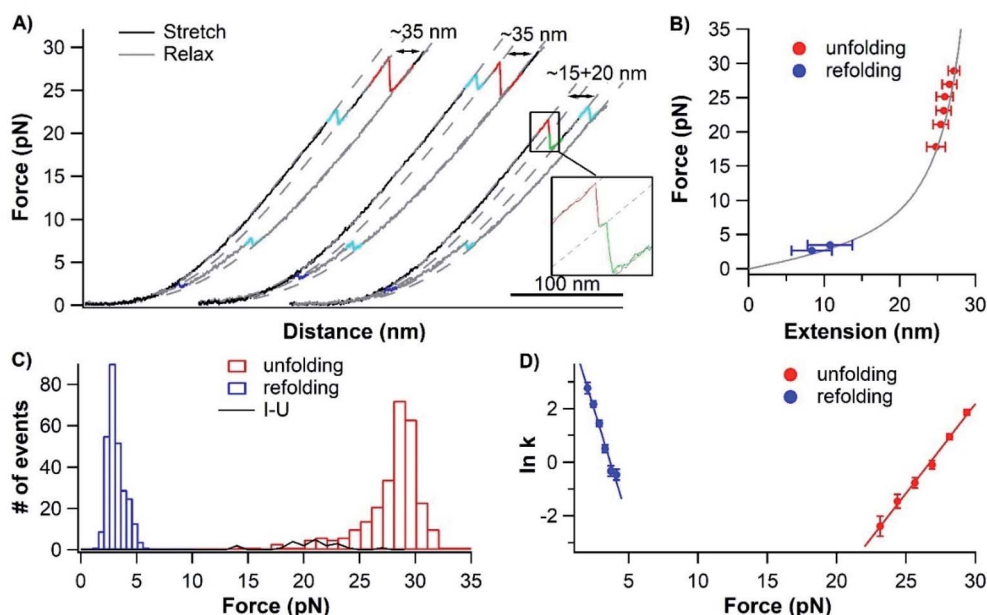 A)
Stretch
Relax
~35 nm
~35 nm
~15+20 nm
100 nm
30
25
20
15
10
5
0
Force (pN)
Distance (nm)
B)
unfolding
refolding
35
30
25
20
15
10
5
0
Force (pN)
0 10 20 30
Extension (nm)
C)
unfolding
refolding
I-U
80
60
40
20
0
# of events
0 5 10 15 20 25 30 35
Force (pN)
D)
unfolding
refolding
2
0
-2
ln k
5 10 15 20 25 30
Force (pN)